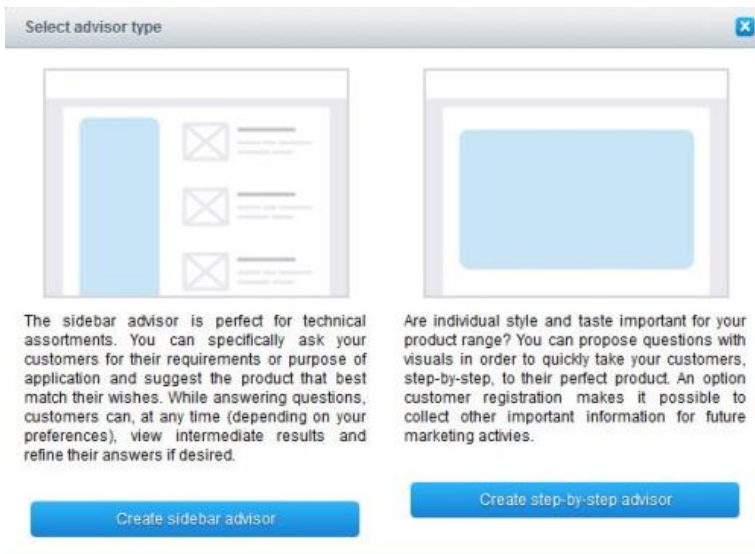 Select advisor type
The sidebar advisor is perfect for technical
assortments. You can specifically ask your
customers for their requirements or purpose of
application and suggest the product that best
match their wishes. While answering questions,
customers can, at any time (depending on your
preferences), view intermediate results and
refine their answers if desired.
Create sidebar advisor
Are individual style and taste important for your
product range? You can propose questions with
visuals in order to quickly take your customers,
step-by-step, to their perfect product. An option
customer registration makes it possible to
collect other important information for future
marketing activies.
Create step-by-step advisor